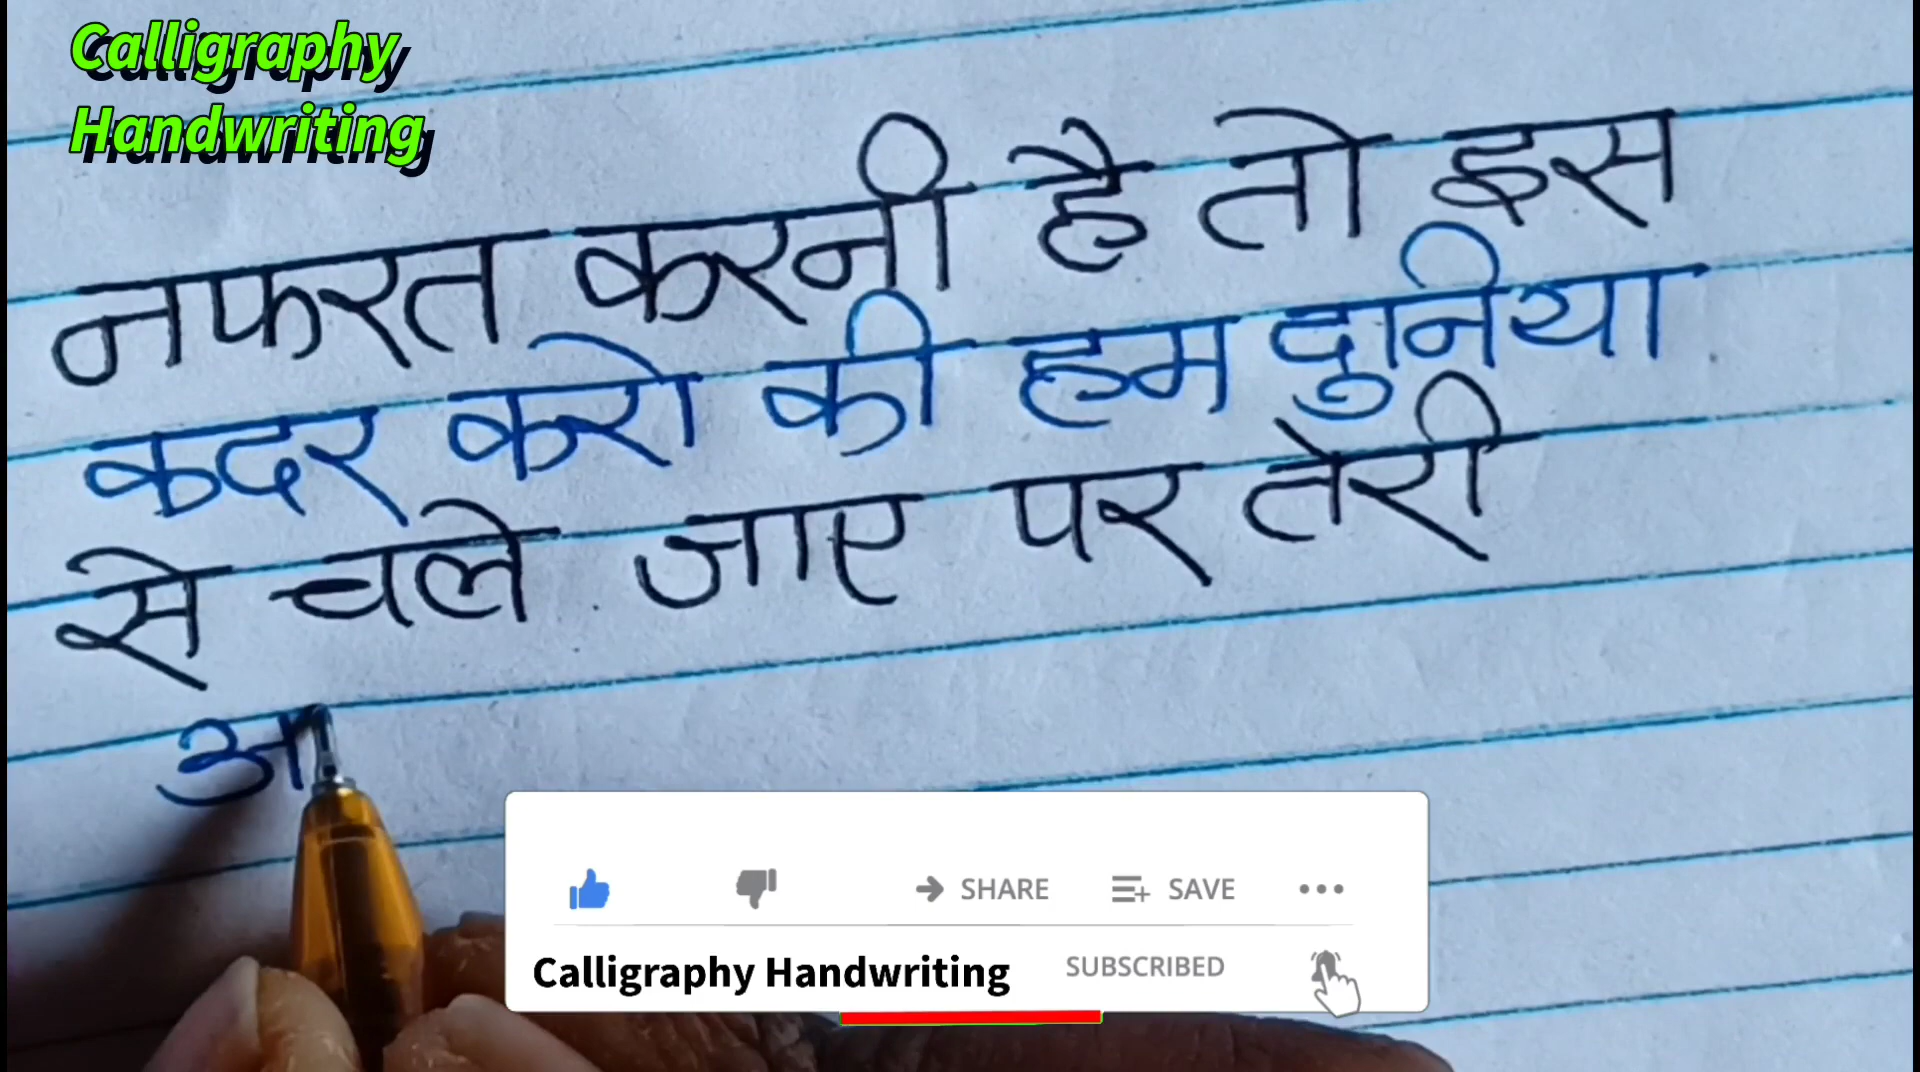 Calligraphy
Handwriting
नफरत करनी है तो इस
कदर करो की हम दुनिया
से चले जाए पर तेरी
SHARE SAVE
Calligraphy Handwriting SUBSCRIBED